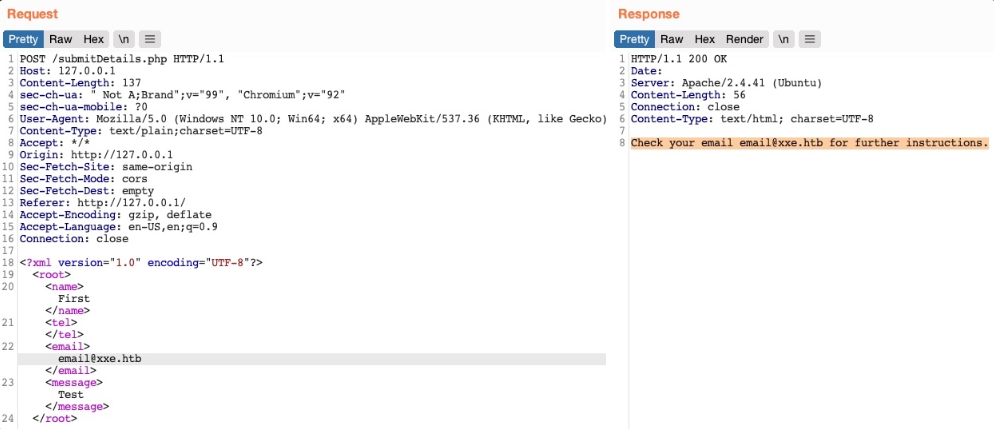 Request
Pretty Raw Hex \n
1 POST /submitDetails.php HTTP/1.1
2 Host: 127.0.0.1
3 Content-Length: 137
4 sec-ch-ua: " Not A;Brand";v="99", "Chromium";v="92"
5 sec-ch-ua-mobile: ?0
6 User-Agent: Mozilla/5.0 (Windows NT 10.0; Win64; x64) AppleWebKit/537.36 (KHTML, like Gecko)
7 Content-Type: text/plain;charset=UTF-8
8 Accept: */*
9 Origin: http://127.0.0.1
10 Sec-Fetch-Site: same-origin
11 Sec-Fetch-Mode: cors
12 Sec-Fetch-Dest: empty
13 Referer: http://127.0.0.1/
14 Accept-Encoding: gzip, deflate
15 Accept-Language: en-US,en;q=0.9
16 Connection: close
17
18 <?xml version="1.0" encoding="UTF-8"?>
19 <root>
20 <name>
First
</name>
21 <tel>
</tel>
22 <email>
email@xxe.htb
</email>
23 <message>
Test
</message>
24 </root>
Response
Pretty Raw Hex Render \n
1 HTTP/1.1 200 OK
2 Date:
3 Server: Apache/2.4.41 (Ubuntu)
4 Content-Length: 56
5 Connection: close
6 Content-Type: text/html; charset=UTF-8
7
8 Check your email email@xxe.htb for further instructions.